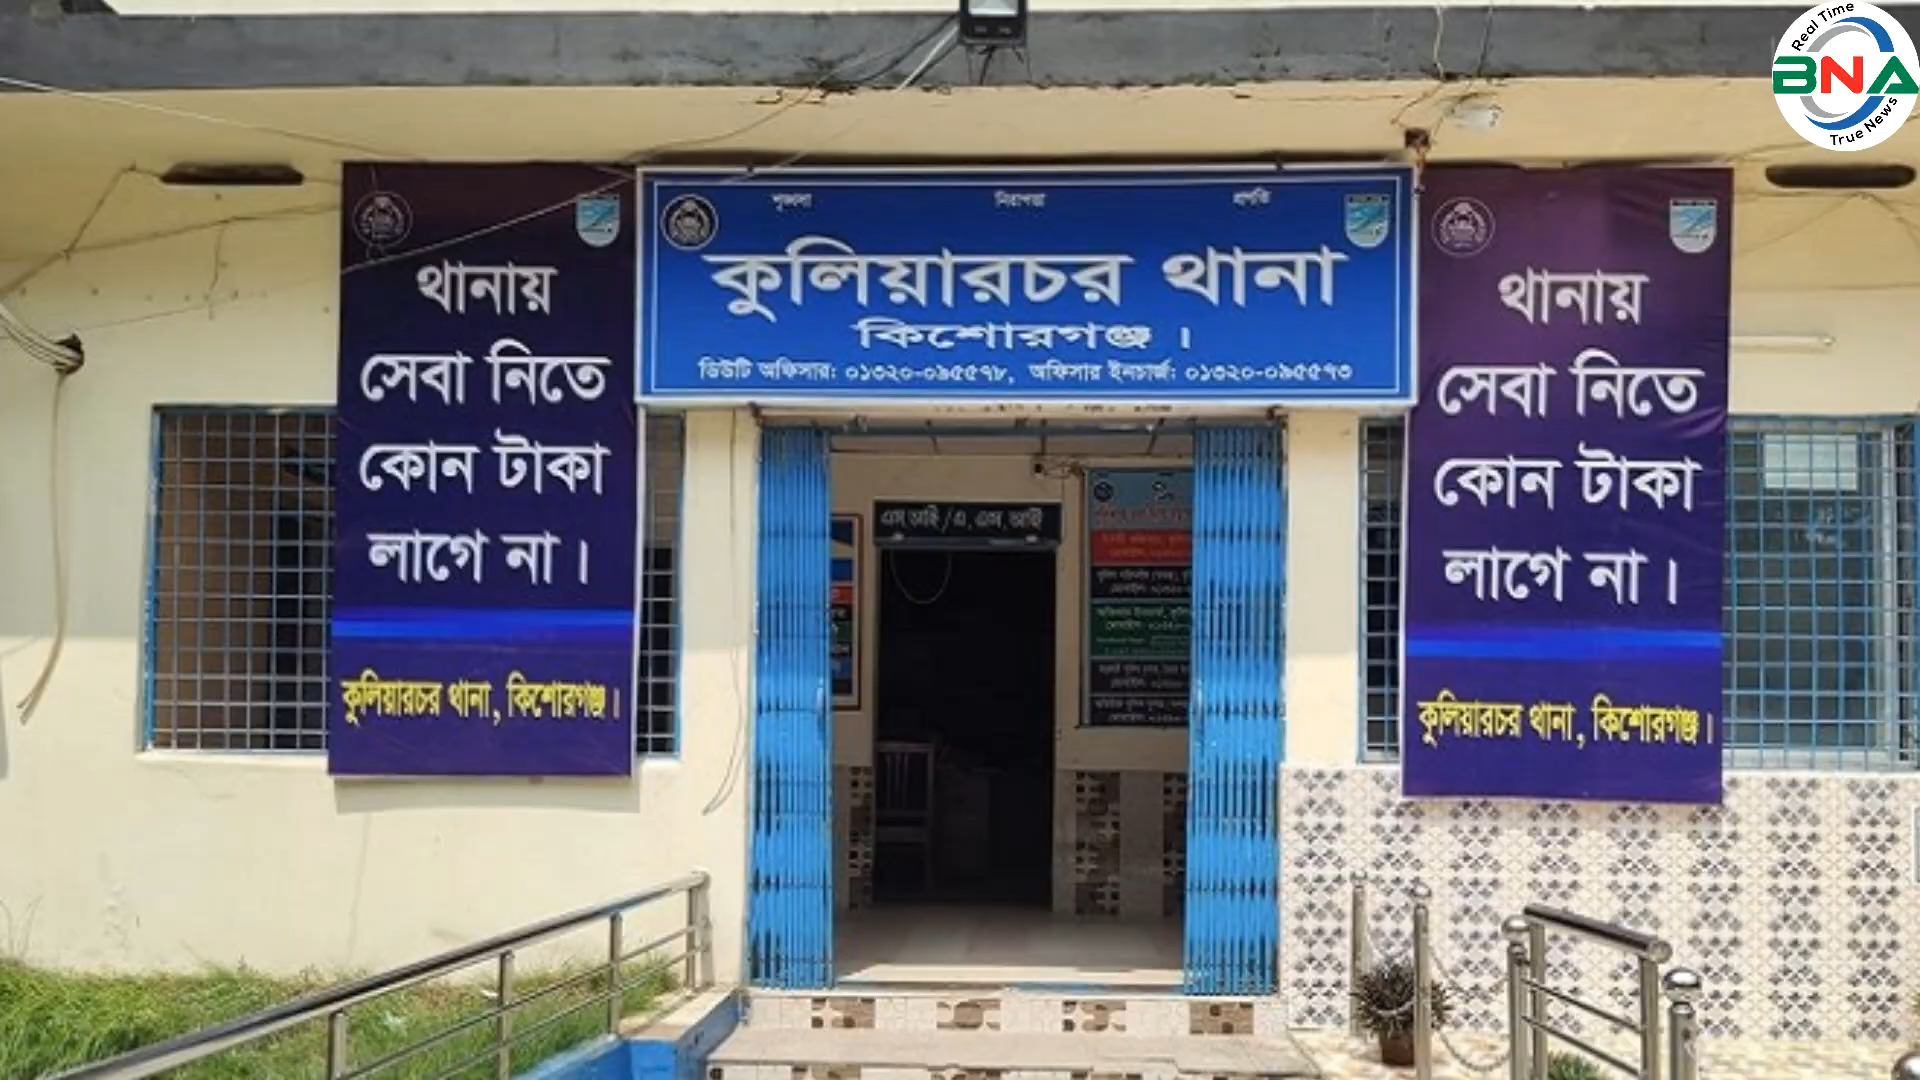 Real Time
BNA
True News
থানায়
সেবা নিতে
কোন টাকা
লাগে না।
কুলিয়ারচর থানা, কিশোরগঞ্জ।
শৃঙ্খলা নিরাপত্তা প্রগতি
কুলিয়ারচর থানা
কিশোরগঞ্জ।
ডিউটি অফিসার: ০১৩২০-০৯৫৫৭৮, অফিসার ইনচার্জ: ০১৩২০-০৯৫৫৭৩
এস, আই/এ, এস, আই
থানায়
সেবা নিতে
কোন টাকা
লাগে না।
কুলিয়ারচর থানা, কিশোরগঞ্জ।